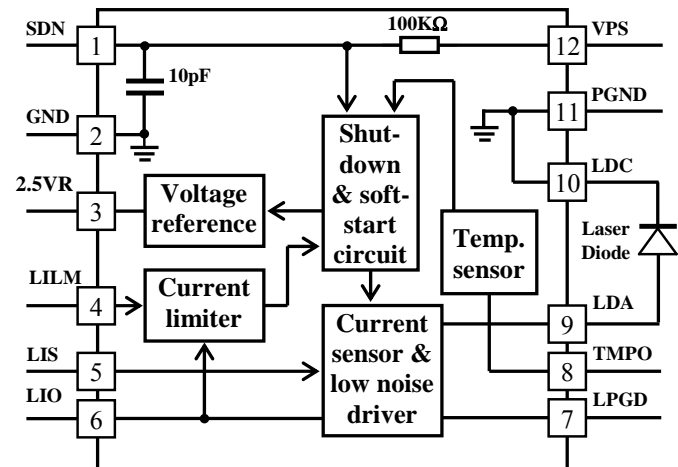 SDN
1
100KΩ
12
VPS
10pF
GND
2
11
PGND
Shut-
down
& soft-
start
circuit
2.5VR
3
Voltage
reference
10
LDC
Temp.
sensor
Laser
Diode
LILM
4
Current
limiter
Current
sensor &
low noise
driver
9
LDA
LIS
5
8
TMPO
LIO
6
7
LPGD